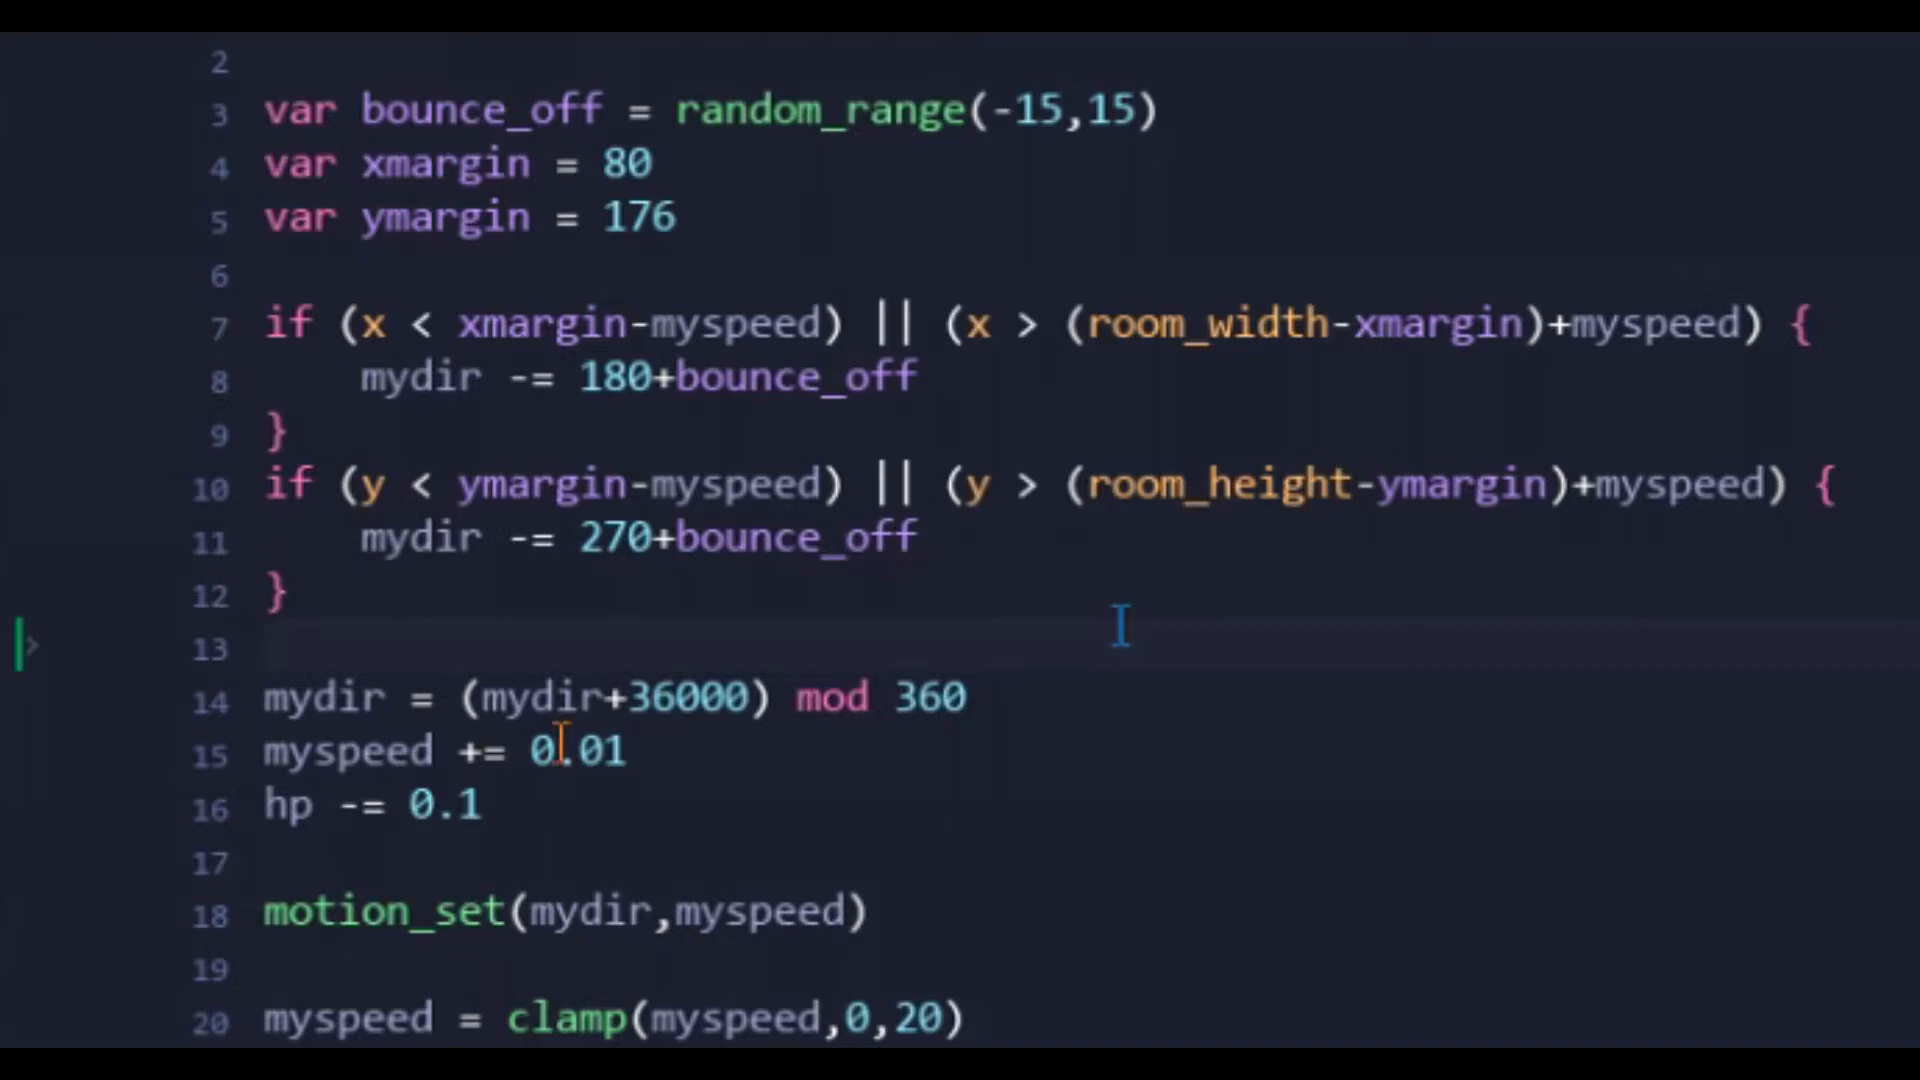 2
3 var bounce_off = random_range(-15,15)
4 var xmargin = 80
5 var ymargin = 176
6
7 if (x < xmargin-myspeed) || (x > (room_width-xmargin)+myspeed) {
8 mydir -= 180+bounce_off
9 }
10 if (y < ymargin-myspeed) || (y > (room_height-ymargin)+myspeed) {
11 mydir -= 270+bounce_off
12 }
13
14 mydir = (mydir+36000) mod 360
15 myspeed += 0.01
16 hp -= 0.1
17
18 motion_set(mydir,myspeed)
19
20 myspeed = clamp(myspeed,0,20)